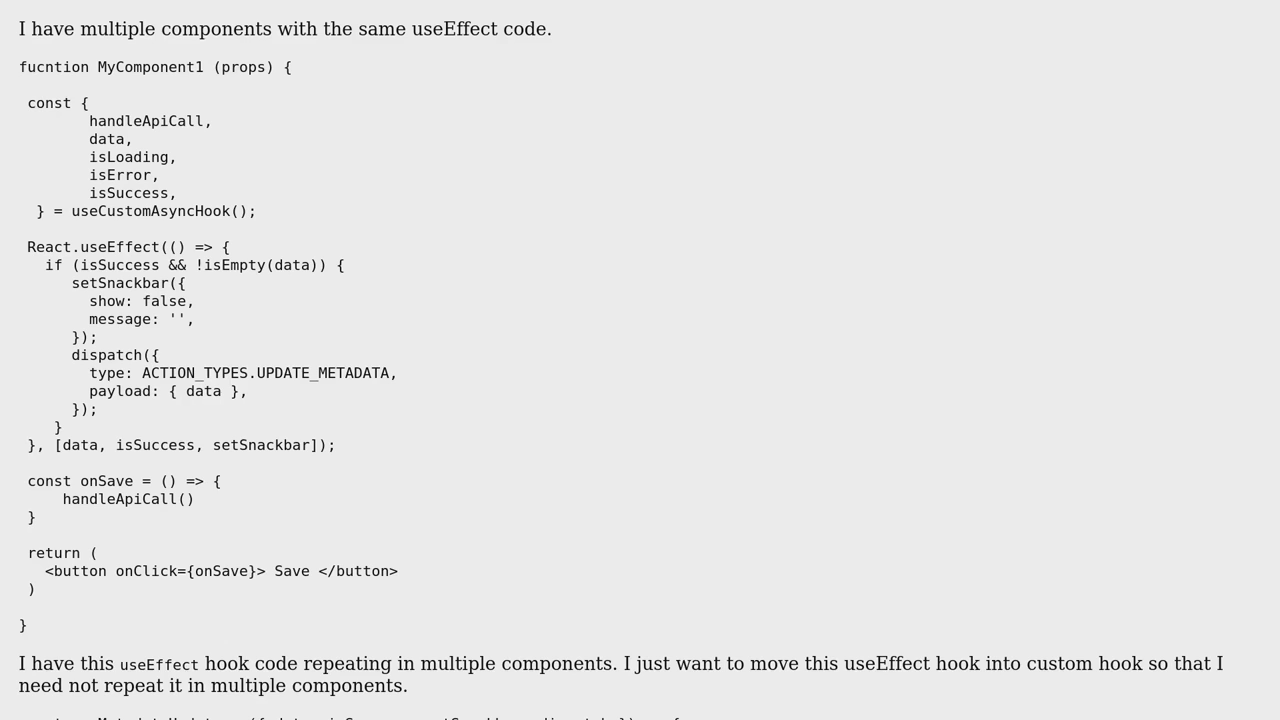 I have multiple components with the same useEffect code.
fucntion MyComponent1 (props) {
const {
handleApiCall,
data,
isLoading,
isError,
isSuccess,
} = useCustomAsyncHook();
React.useEffect(() => {
if (isSuccess && !isEmpty(data)) {
setSnackbar({
show: false,
message: '',
});
dispatch({
type: ACTION_TYPES.UPDATE_METADATA,
payload: { data },
});
}
}, [data, isSuccess, setSnackbar]);
const onSave = () => {
handleApiCall()
}
return (
<button onClick={onSave}> Save </button>
)
}
I have this useEffect hook code repeating in multiple components. I just want to move this useEffect hook into custom hook so that I
need not repeat it in multiple components.